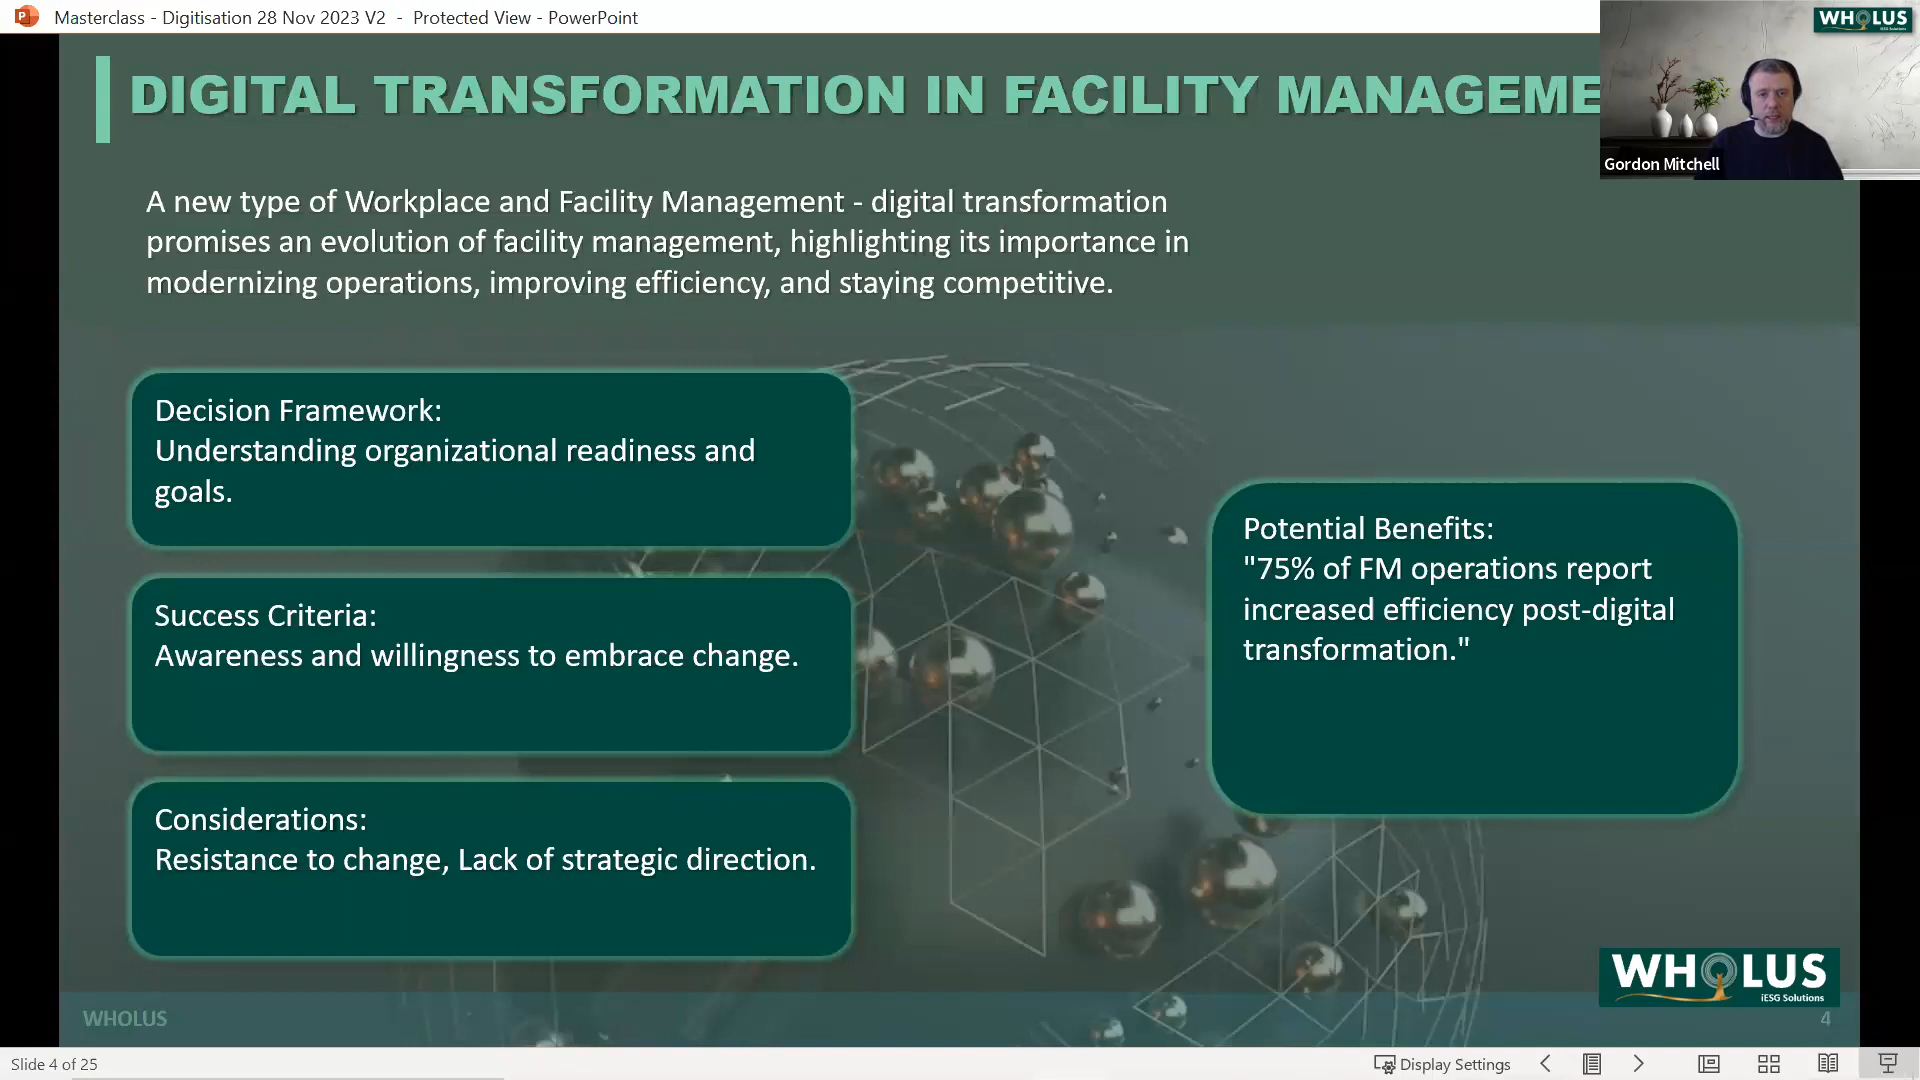 Masterclass - Digitisation 28 Nov 2023 V2 - Protected View - PowerPoint
WHOLUS
iESG Solutions
Gordon Mitchell
DIGITAL TRANSFORMATION IN FACILITY MANAGEME
A new type of Workplace and Facility Management - digital transformation
promises an evolution of facility management, highlighting its importance in
modernizing operations, improving efficiency, and staying competitive.
Decision Framework:
Understanding organizational readiness and
goals.
Success Criteria:
Awareness and willingness to embrace change.
Considerations:
Resistance to change, Lack of strategic direction.
Potential Benefits:
"75% of FM operations report
increased efficiency post-digital
transformation."
WHOLUS
iESG Solutions
WHOLUS
4
Slide 4 of 25
Display Settings